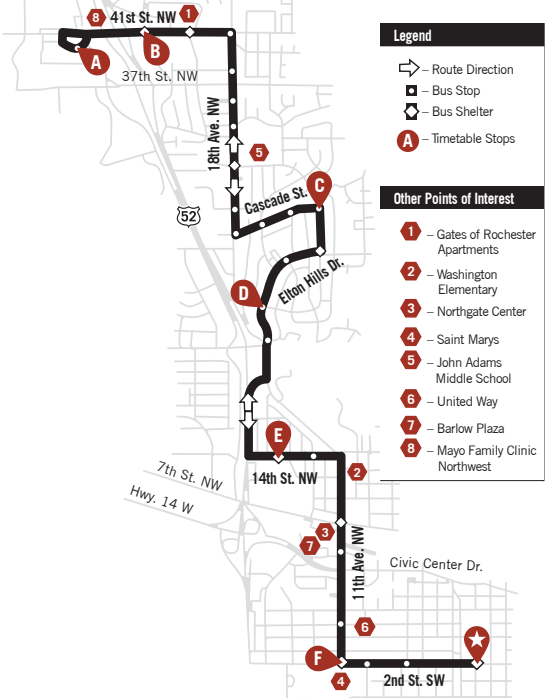 8
41st St. NW
1
A
B
37th St. NW
18th Ave. NW
5
C
Cascade St.
52
Elton Hills Dr.
D
E
14th St. NW
2
7th St. NW
Hwy. 14 W
3
7
11th Ave. NW
Civic Center Dr.
6
F
4
2nd St. SW
Legend
– Route Direction
– Bus Stop
– Bus Shelter
A – Timetable Stops
Other Points of Interest
1 – Gates of Rochester
Apartments
2 – Washington
Elementary
3 – Northgate Center
4 – Saint Marys
5 – John Adams
Middle School
6 – United Way
7 – Barlow Plaza
8 – Mayo Family Clinic
Northwest